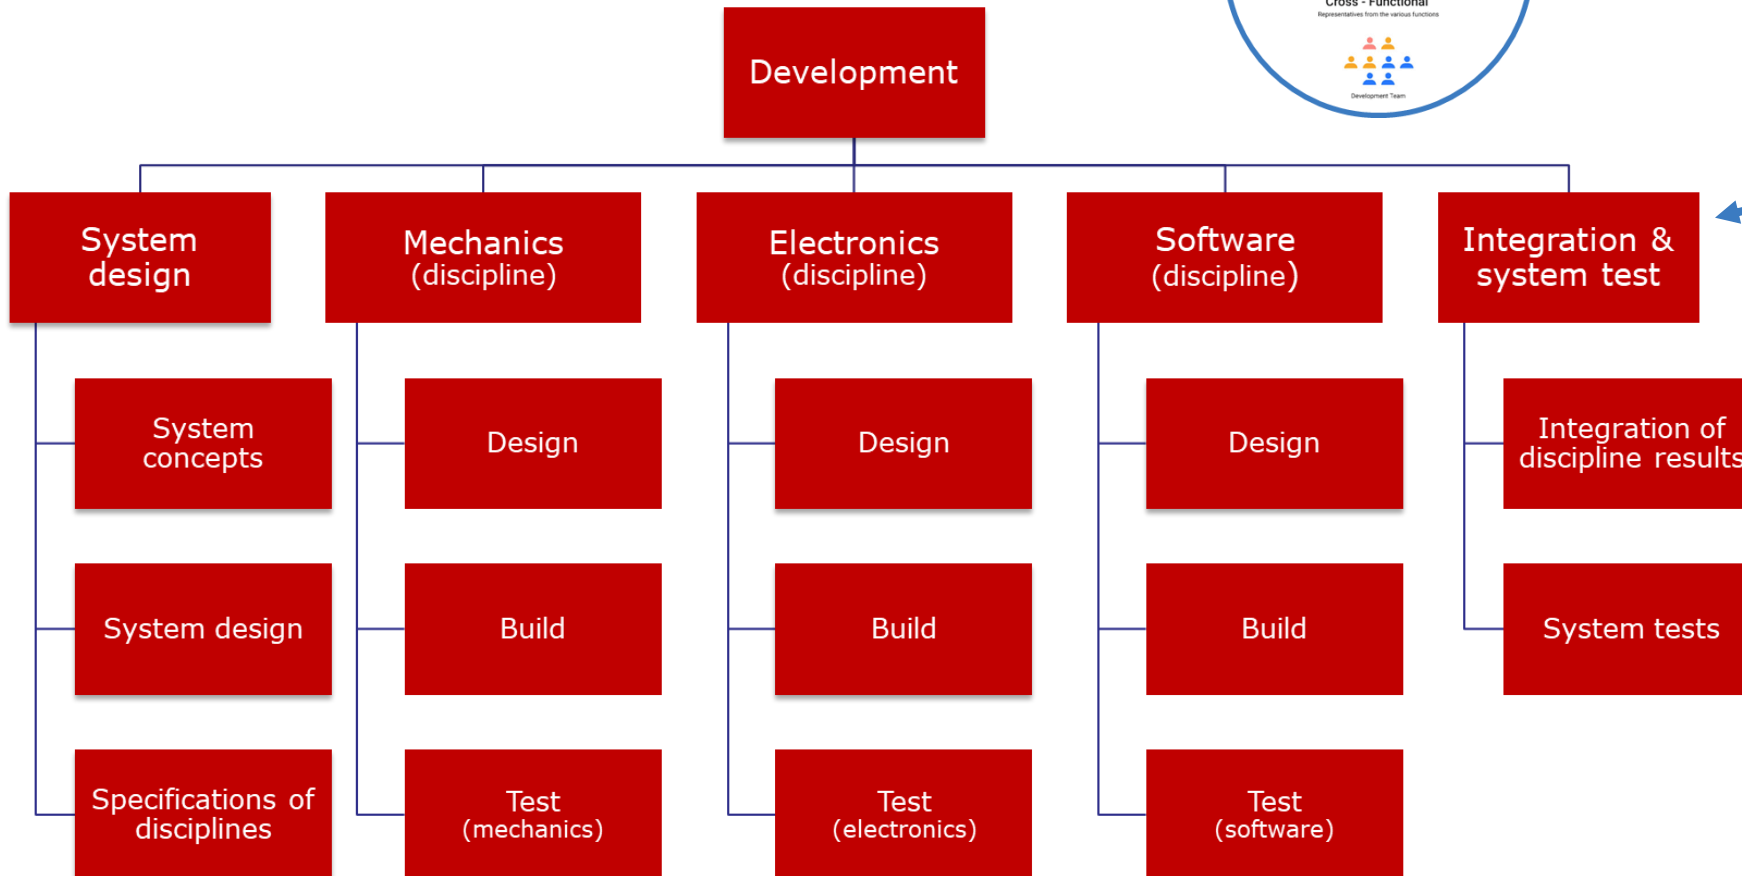 Cross - Functional
Representatives from the various functions
Development Team
Development
System
design
Mechanics
(discipline)
Electronics
(discipline)
Software
(discipline)
Integration &
system test
System
concepts
Design
Design
Design
Integration of
discipline results
System design
Build
Build
Build
System tests
Specifications of
disciplines
Test
(mechanics)
Test
(electronics)
Test
(software)